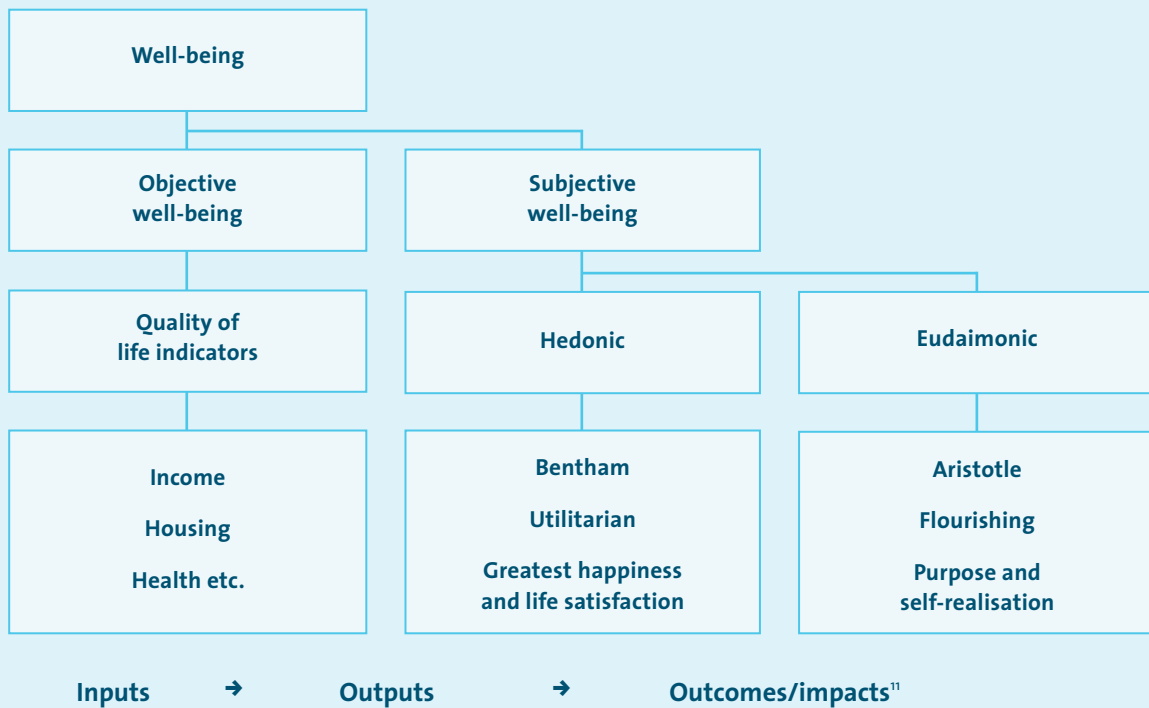 Well-being
Objective
well-being
Subjective
well-being
Quality of
life indicators
Hedonic
Eudaimonic
Income
Housing
Health etc.
Bentham
Utilitarian
Greatest happiness
and life satisfaction
Aristotle
Flourishing
Purpose and
self-realisation
Inputs → Outputs → Outcomes/impacts¹¹